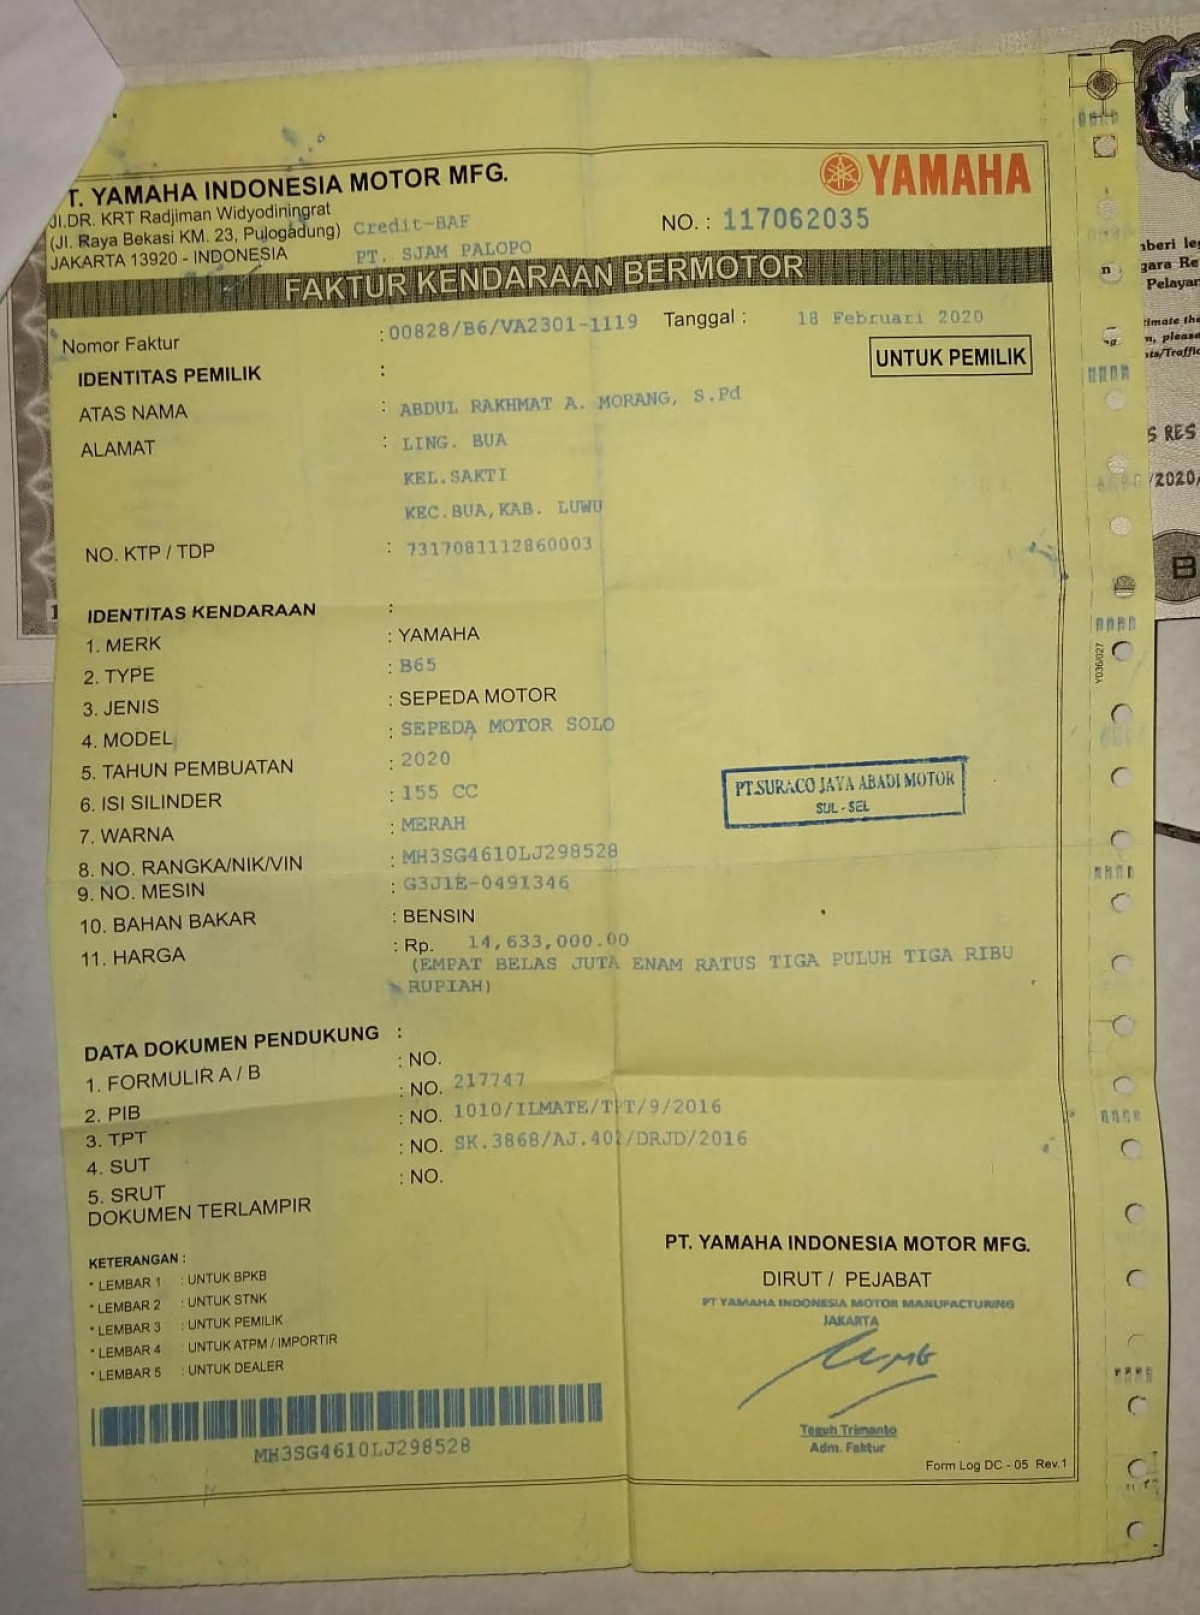 T. YAMAHA INDONESIA MOTOR MFG.
Jl.DR. KRT Radjiman Widyodiningrat
(Jl. Raya Bekasi KM. 23, Pulogadung)
JAKARTA 13920 - INDONESIA
Credit-BAF
PT. SJAM PALOPO
YAMAHA
NO. : 117062035
FAKTUR KENDARAAN BERMOTOR
Nomor Faktur : 00828/B6/VA2301-1119 Tanggal : 18 Februari 2020
UNTUK PEMILIK
IDENTITAS PEMILIK :
ATAS NAMA : ABDUL RAKHMAT A. MORANG, S.Pd
ALAMAT : LING. BUA
KEL.SAKTI
KEC.BUA,KAB. LUWU
NO. KTP / TDP : 7317081112860003
IDENTITAS KENDARAAN :
1. MERK : YAMAHA
2. TYPE : B65
3. JENIS : SEPEDA MOTOR
4. MODEL : SEPEDA MOTOR SOLO
5. TAHUN PEMBUATAN : 2020
6. ISI SILINDER : 155 CC
7. WARNA : MERAH
8. NO. RANGKA/NIK/VIN : MH3SG4610LJ298528
9. NO. MESIN : G3J1E-0491346
10. BAHAN BAKAR : BENSIN
11. HARGA : Rp. 14,633,000.00
(EMPAT BELAS JUTA ENAM RATUS TIGA PULUH TIGA RIBU
RUPIAH)
PT.SURACO JAYA ABADI MOTOR
SUL - SEL
DATA DOKUMEN PENDUKUNG :
1. FORMULIR A / B : NO.
2. PIB : NO. 217747
3. TPT : NO. 1010/ILMATE/TPT/9/2016
4. SUT : NO. SK.3868/AJ.402/DRJD/2016
5. SRUT : NO.
DOKUMEN TERLAMPIR
KETERANGAN :
* LEMBAR 1 : UNTUK BPKB
* LEMBAR 2 : UNTUK STNK
* LEMBAR 3 : UNTUK PEMILIK
* LEMBAR 4 : UNTUK ATPM / IMPORTIR
* LEMBAR 5 : UNTUK DEALER
MH3SG4610LJ298528
PT. YAMAHA INDONESIA MOTOR MFG.
DIRUT / PEJABAT
PT YAMAHA INDONESIA MOTOR MANUFACTURING
JAKARTA
Teguh Trimanto
Adm. Faktur
Form Log DC - 05 Rev.1
Y036/027
mberi leg
gara Re
Pelayan
S RES
/2020/
B